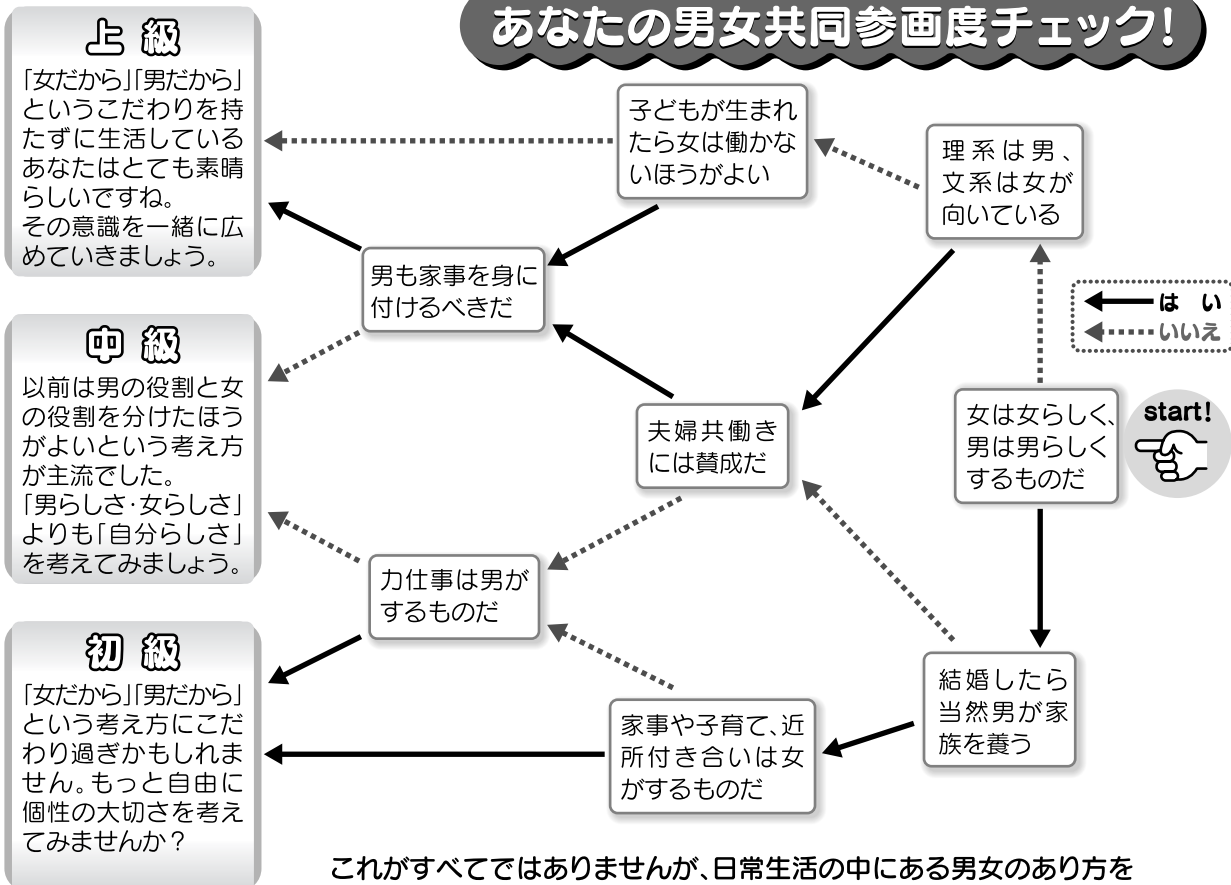 あなたの男女共同参画度チェック!
上級
「女だから」「男だから」
というこだわりを持
たずに生活している
あなたはとても素晴
らしいですね。
その意識を一緒に広
めていきましょう。
中級
以前は男の役割と女
の役割を分けたほう
がよいという考え方
が主流でした。
「男らしさ・女らしさ」
よりも「自分らしさ」
を考えてみましょう。
初級
「女だから」「男だから」
という考え方にこだ
わり過ぎかもしれま
せん。もっと自由に
個性の大切さを考え
てみませんか？
子どもが生まれ
たら女は働かな
いほうがよい
理系は男、
文系は女が
向いている
男も家事を身に
付けるべきだ
はい
いいえ
夫婦共働き
には賛成だ
女は女らしく、
男は男らしく
するものだ
start!
力仕事は男が
するものだ
結婚したら
当然男が家
族を養う
家事や子育て、近
所付き合いは女
がするものだ
これがすべてではありませんが、日常生活の中にある男女のあり方を